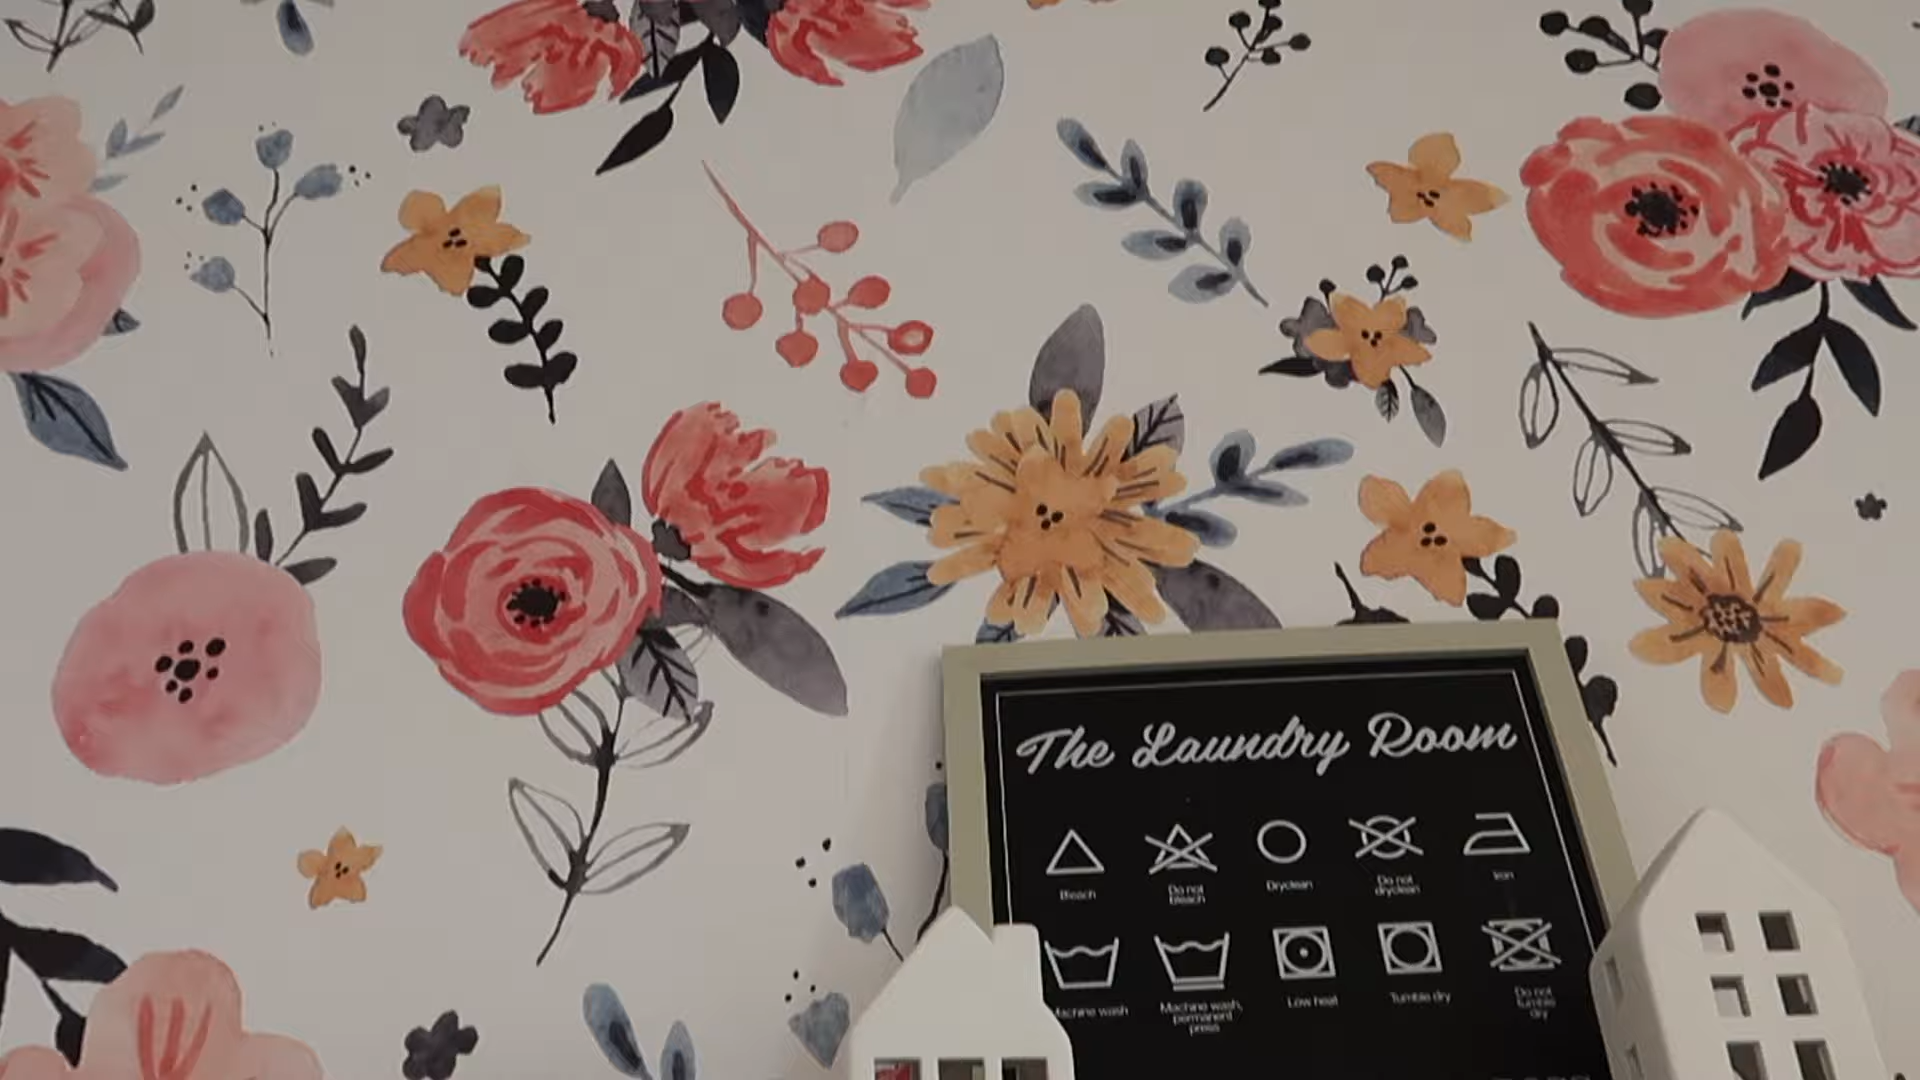 The Laundry Room
Bleach
Do not
bleach
Dryclean
Do not
dryclean
Iron
Machine wash
Machine wash,
permanent
press
Low heat
Tumble dry
Do not
tumble
dry